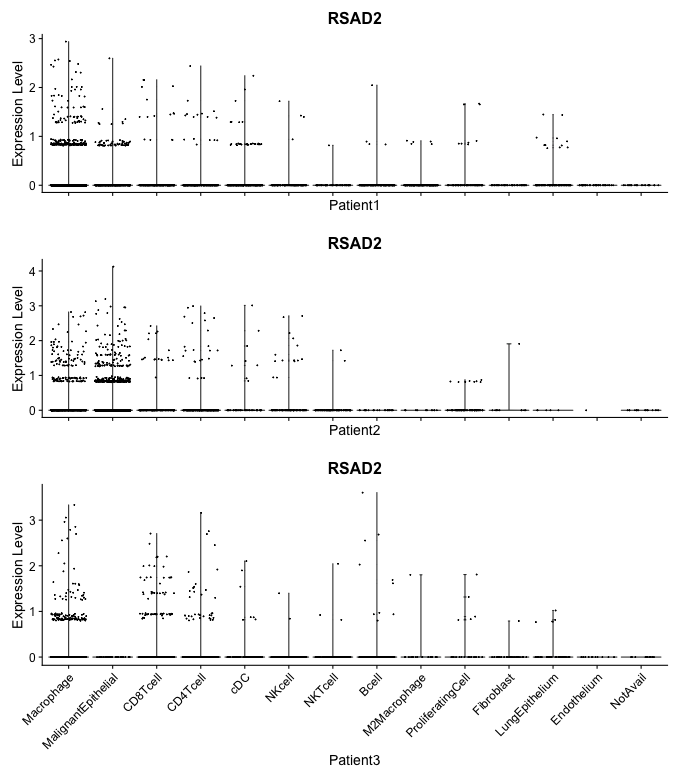 RSAD2
Expression Level
3
2
1
0
Patient1
RSAD2
Expression Level
4
3
2
1
0
Patient2
RSAD2
Expression Level
3
2
1
0
Macrophage
MalignantEpithelial
CD8Tcell
CD4Tcell
cDC
NKcell
NKTcell
Bcell
M2Macrophage
ProliferatingCell
Fibroblast
LungEpithelium
Endothelium
NotAvail
Patient3